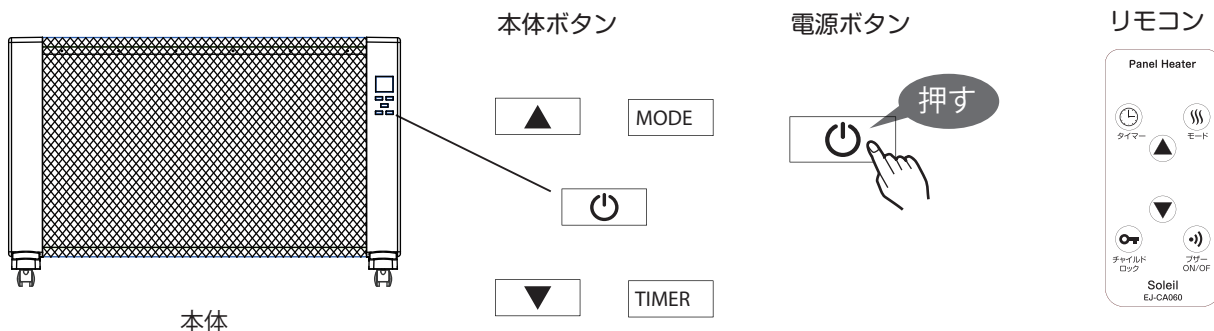 本体ボタン
電源ボタン
リモコン
▲
MODE
▼
TIMER
本体
押す
Panel Heater
タイマー
モード
▲
▼
チャイルド
ロック
ブザー
ON/OF
Soleil
EJ-CA060